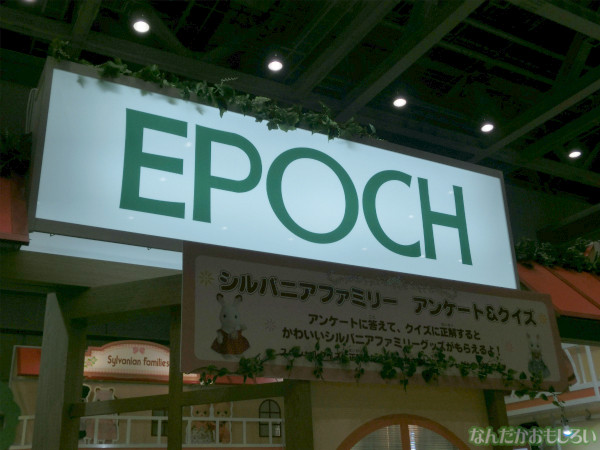 EPOCH
シルバニアファミリー アンケート&クイズ
アンケートに答えて、クイズに正解すると
かわいいシルバニアファミリーグッズがもらえるよ!
Sylvanian Families
なんだかおもしろい